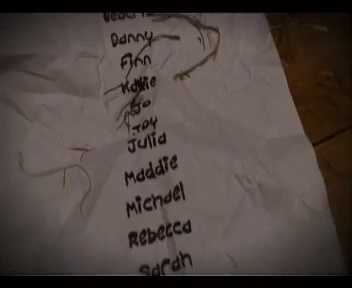 Danny
Finn
Katie
Jo
Joy
Julia
Maddie
Michael
Rebecca
Sarah